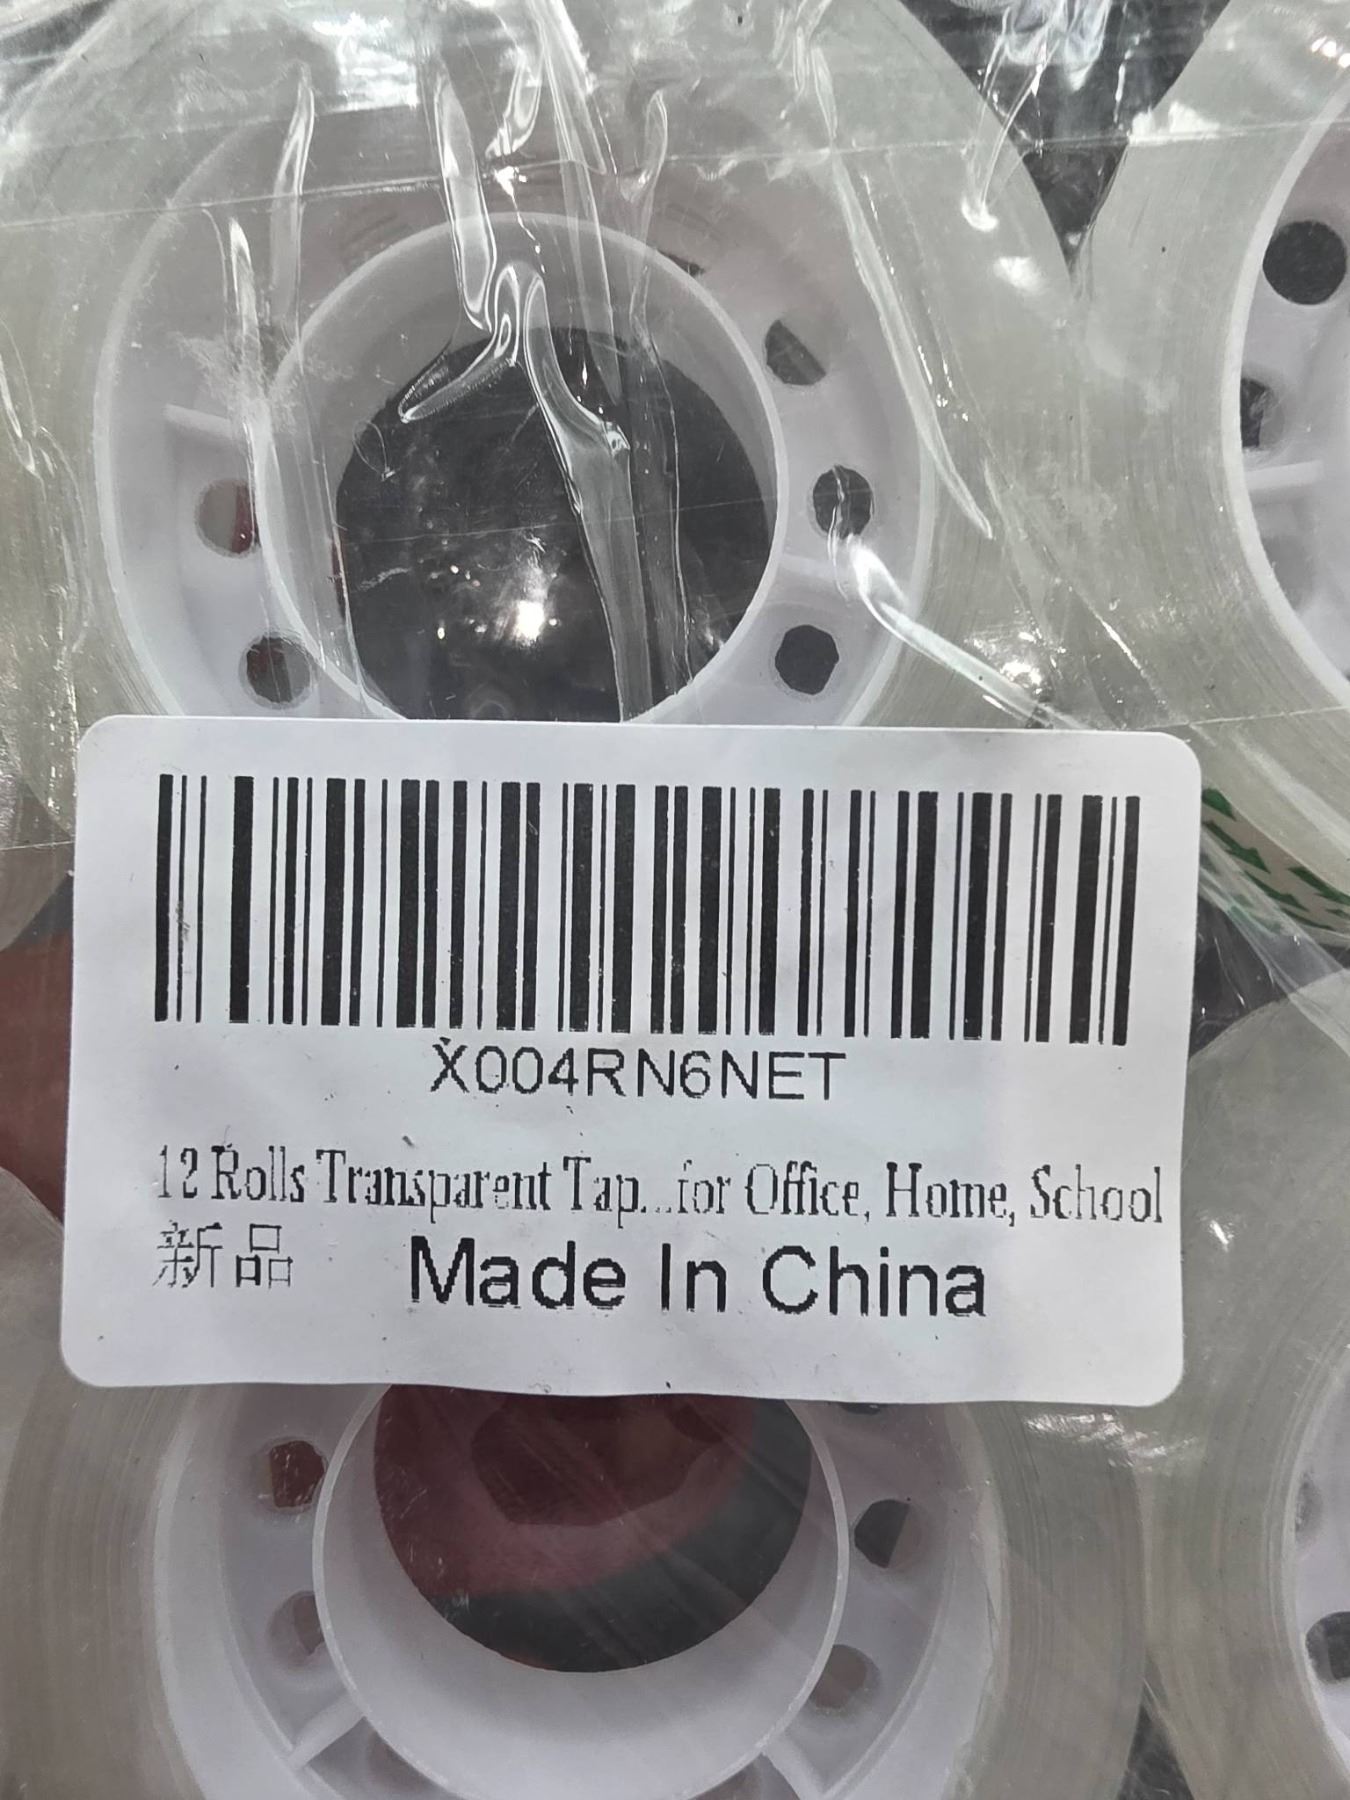 X004RN6NET
12 Rolls Transparent Tap...for Office, Home, School
新品 Made In China